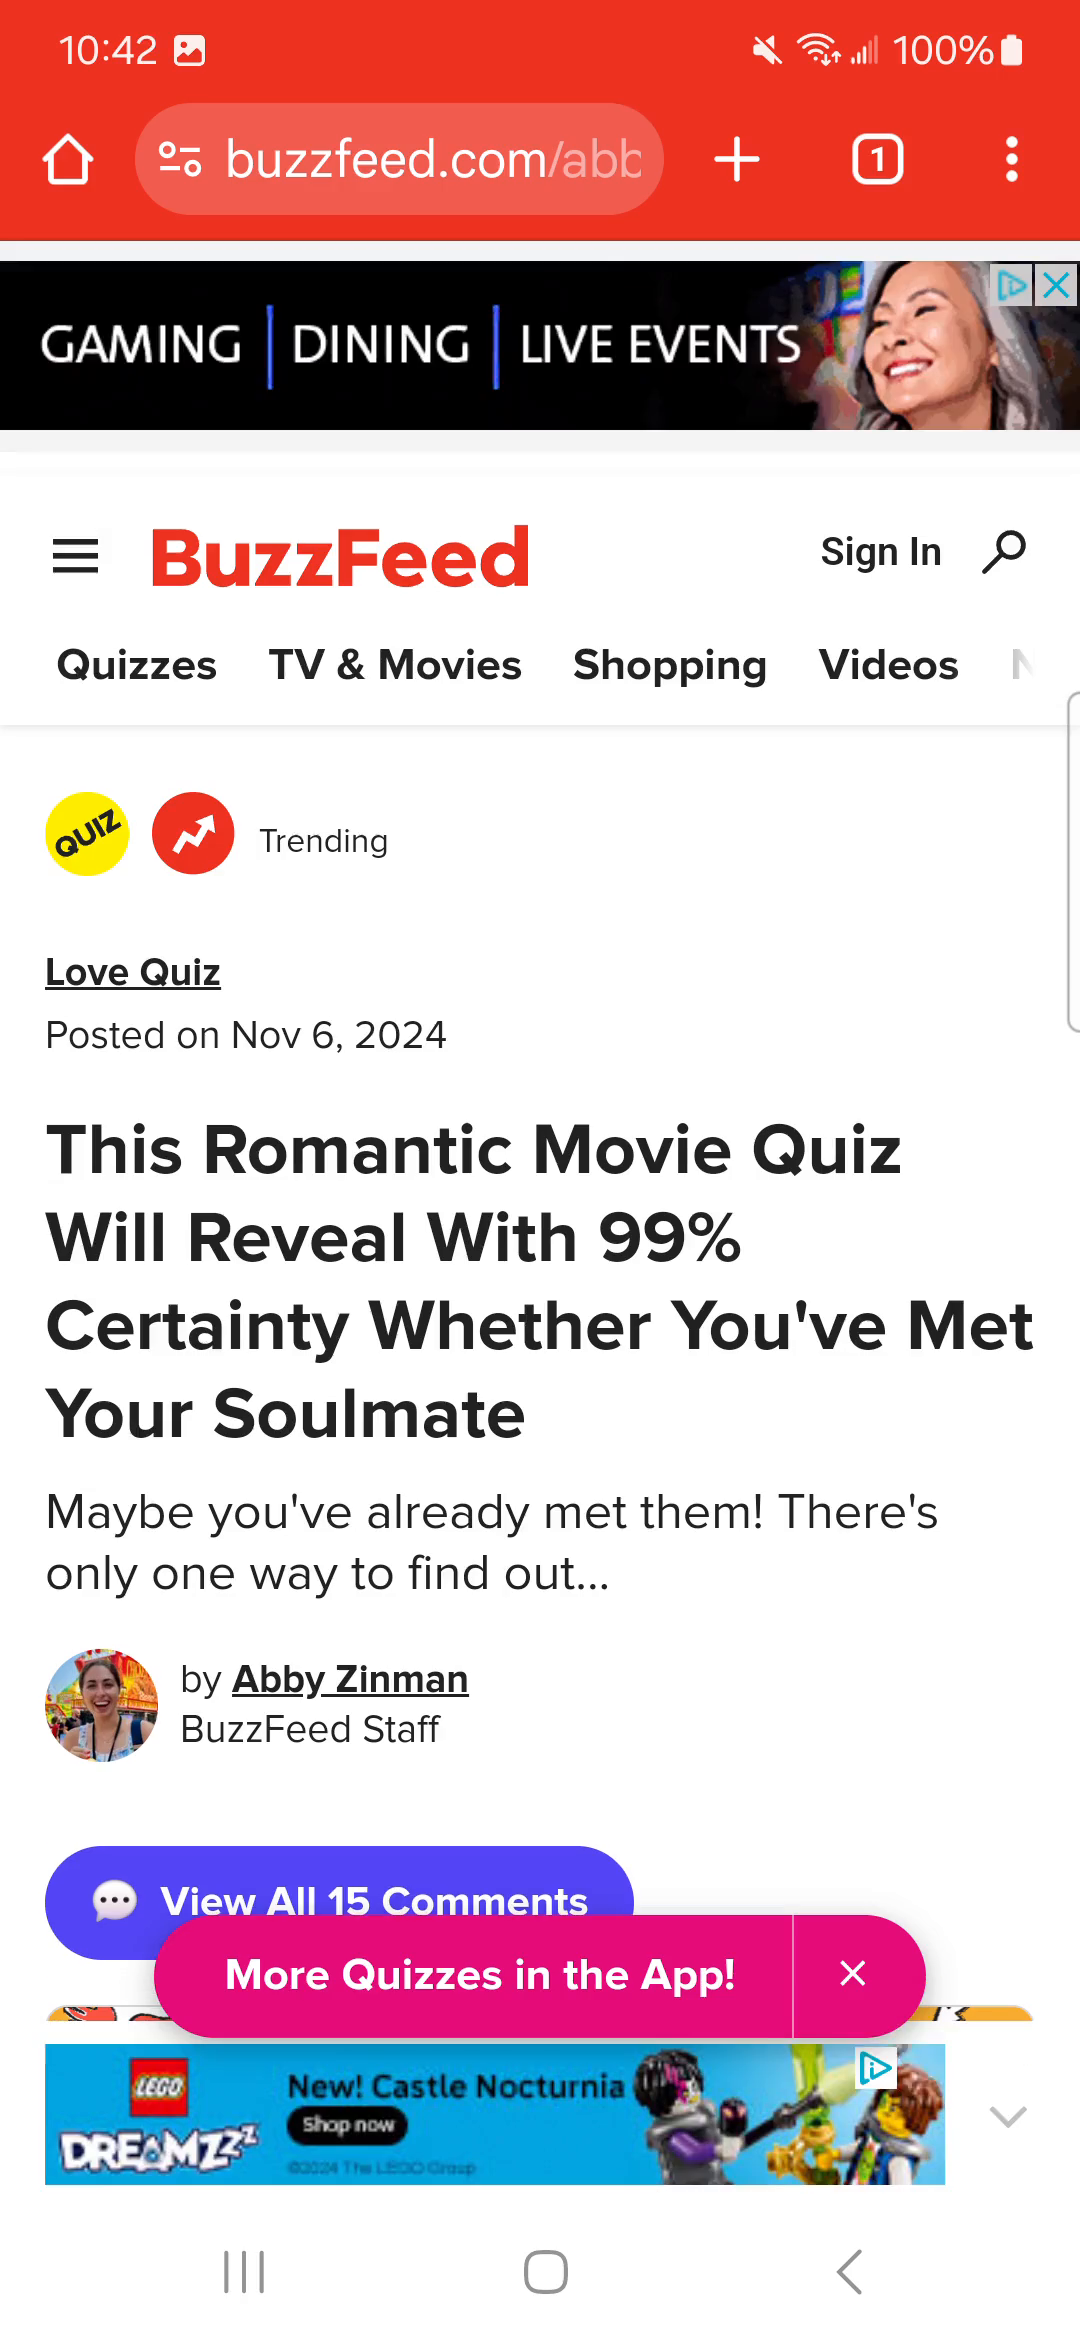 10:42 100%
buzzfeed.com/abb
1
GAMING | DINING | LIVE EVENTS
BuzzFeed
Sign In
Quizzes TV & Movies Shopping Videos N
QUIZ
Trending
Love Quiz
Posted on Nov 6, 2024
This Romantic Movie Quiz
Will Reveal With 99%
Certainty Whether You've Met
Your Soulmate
Maybe you've already met them! There's
only one way to find out...
by Abby Zinman
BuzzFeed Staff
View All 15 Comments
More Quizzes in the App!
LEGO
DREAMZzz
New! Castle Nocturnia
Shop now
©2024 The LEGO Group